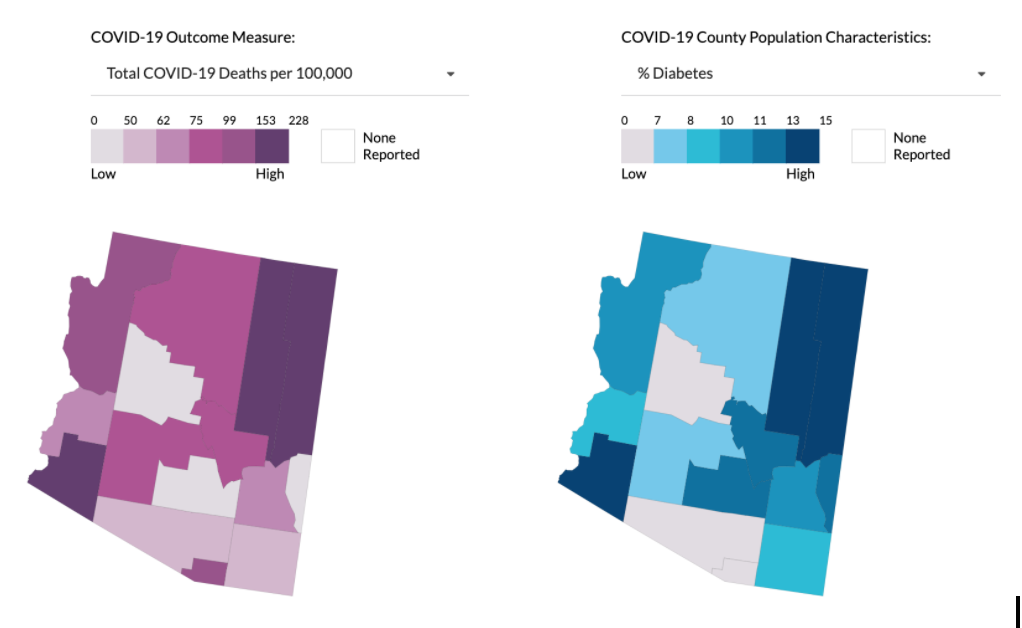 COVID-19 Outcome Measure:
Total COVID-19 Deaths per 100,000
0 50 62 75 99 153 228
None
Reported
Low High
COVID-19 County Population Characteristics:
% Diabetes
0 7 8 10 11 13 15
None
Reported
Low High